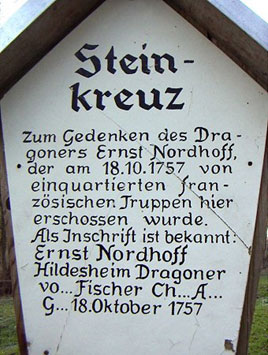 Stein-
kreuz
Zum Gedenken des Dra-
goners Ernst Nordhoff,
der am 18.10.1757 von
einquartierten fran-
zösischen Truppen hier
erschossen wurde.
Als Inschrift ist bekannt:
Ernst Nordhoff
Hildesheim Dragoner
vo... Fischer Ch...A...
G... 18.Oktober 1757